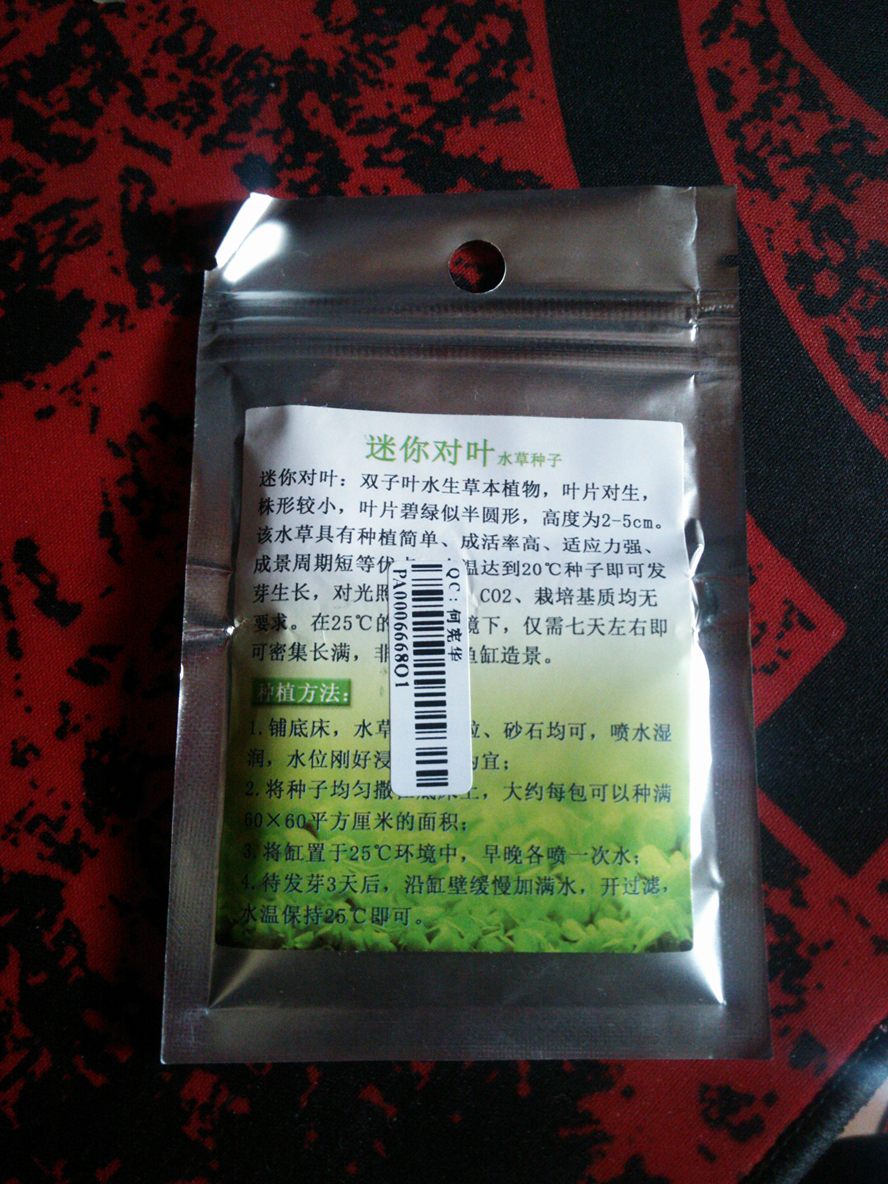 迷你对叶水草种子
迷你对叶：双子叶水生草本植物，叶片对生，
株形较小，叶片碧绿似半圆形，高度为2-5cm。
该水草具有种植简单、成活率高、适应力强、
成景周期短等优 温达到20℃种子即可发
芽生长，对光照 CO2、栽培基质均无
要求。在25℃的 境下，仅需七天左右即
可密集长满，非 鱼缸造景。
种植方法：
1.铺底床，水草 、砂石均可，喷水湿
润，水位刚好浸 为宜；
2.将种子均匀撒 ，大约每包可以种满
60×60平方厘米的面积；
3.将缸置于25℃环境中，早晚各喷一次水；
4.待发芽3天后，沿缸壁缓慢加满水，开过滤，
水温保持25℃即可。
QC：何宪华
PA0006668O1